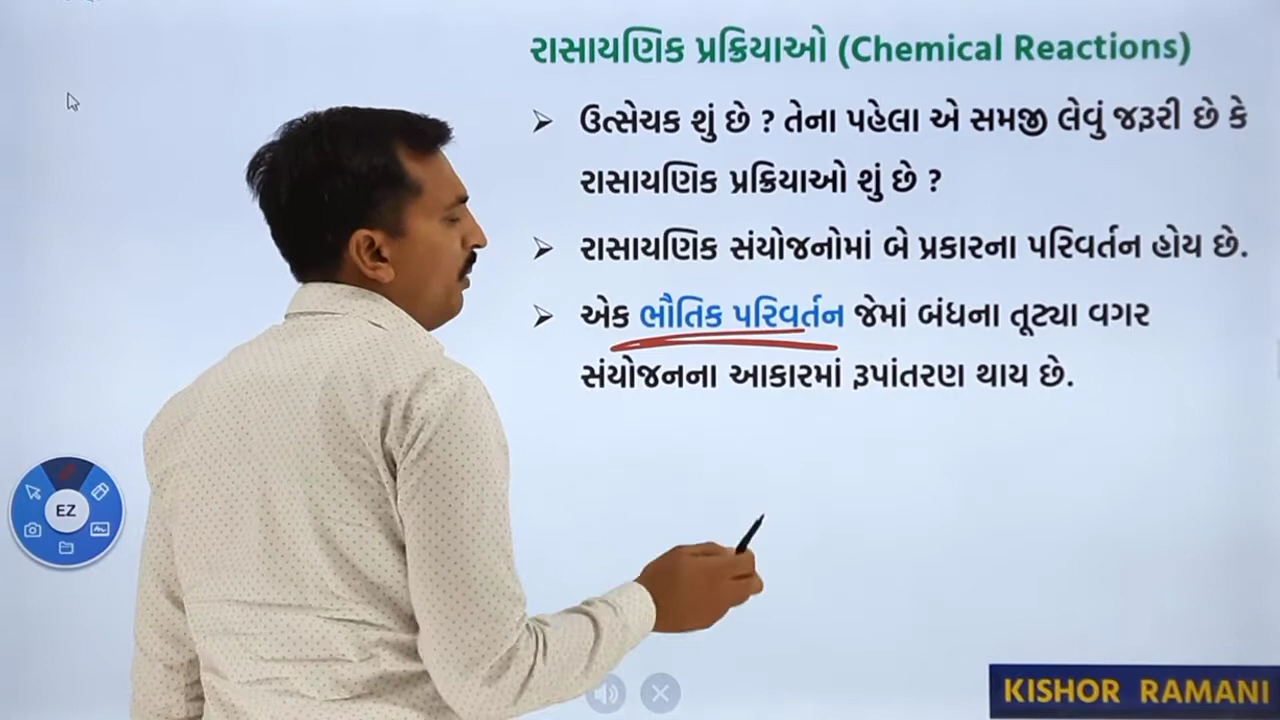 રાસાયણિક પ્રક્રિયાઓ (Chemical Reactions)
➢ ઉત્સેચક શું છે ? તેના પહેલા એ સમજી લેવું જરૂરી છે કે
રાસાયણિક પ્રક્રિયાઓ શું છે ?
➢ રાસાયણિક સંયોજનોમાં બે પ્રકારના પરિવર્તન હોય છે.
➢ એક ભૌતિક પરિવર્તન જેમાં બંધના તૂટ્યા વગર
સંયોજનના આકારમાં રૂપાંતરણ થાય છે.
EZ
KISHOR RAMANI